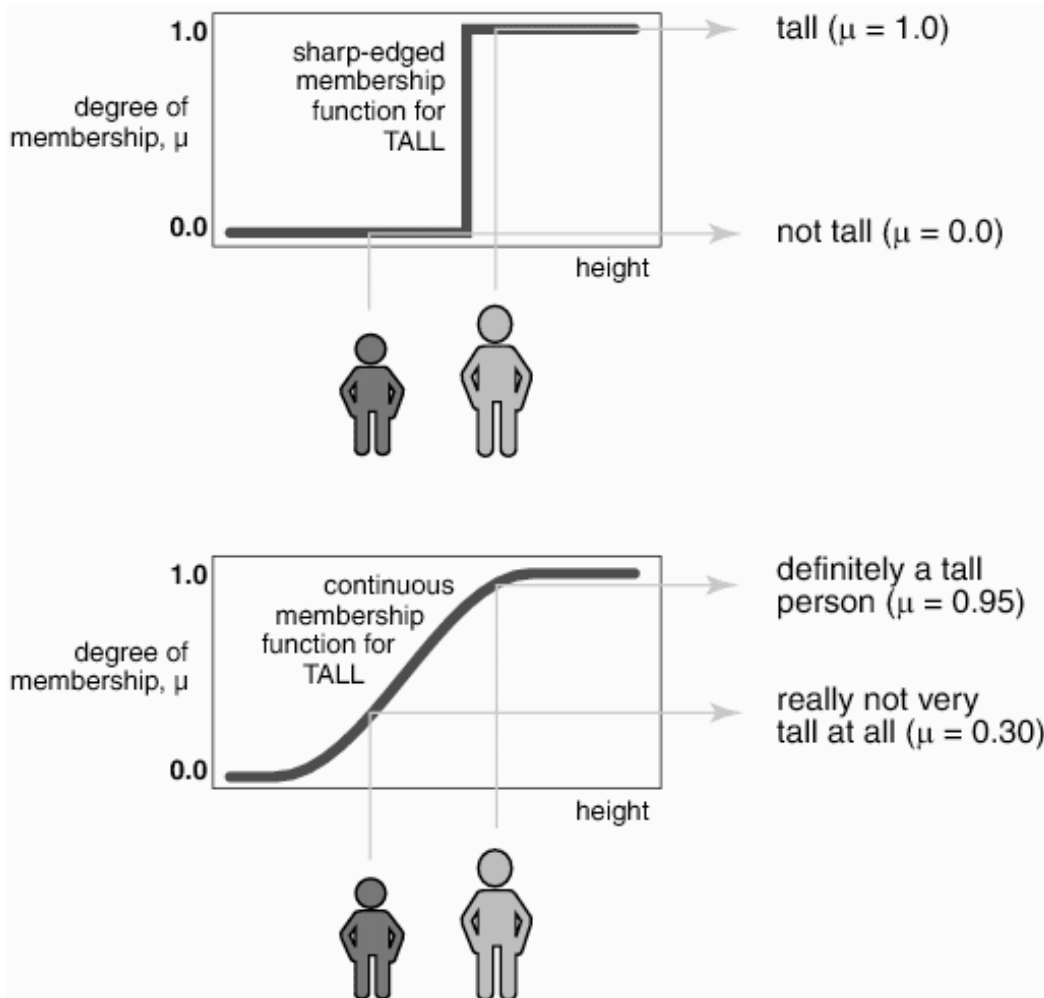 1.0
sharp-edged
membership
function for
TALL
degree of
membership, μ
0.0
height
tall (μ = 1.0)
not tall (μ = 0.0)
1.0
continuous
membership
function for
TALL
degree of
membership, μ
0.0
height
definitely a tall
person (μ = 0.95)
really not very
tall at all (μ = 0.30)